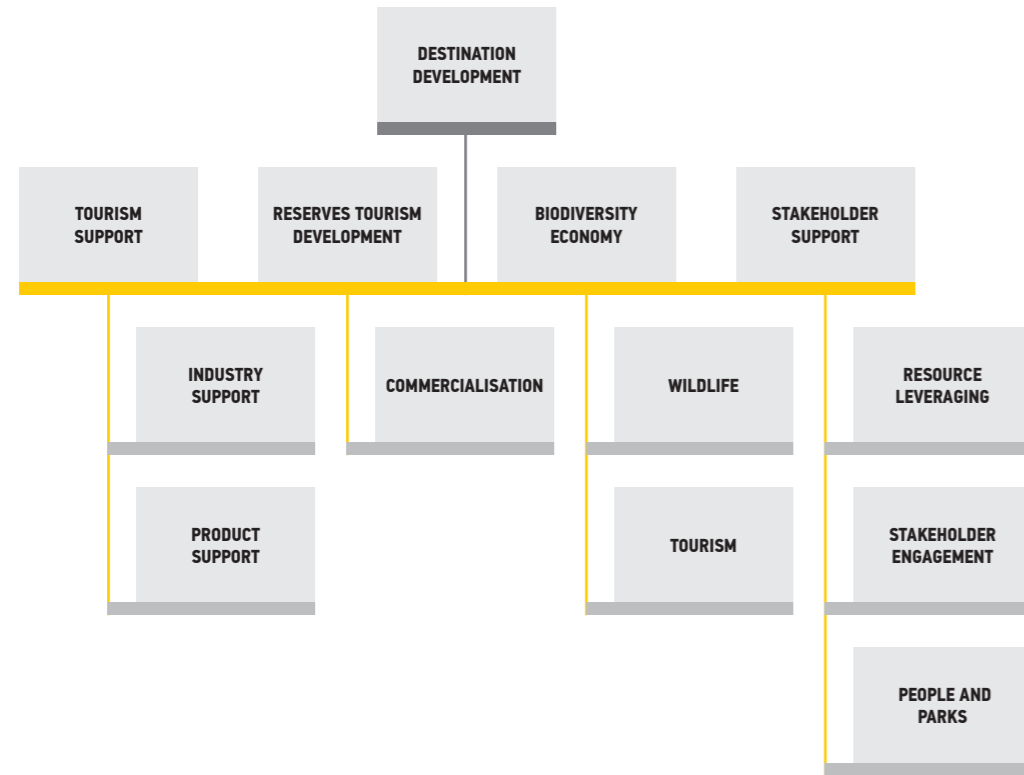 DESTINATION
DEVELOPMENT
TOURISM
SUPPORT
RESERVES TOURISM
DEVELOPMENT
BIODIVERSITY
ECONOMY
STAKEHOLDER
SUPPORT
INDUSTRY
SUPPORT
COMMERCIALISATION
WILDLIFE
RESOURCE
LEVERAGING
PRODUCT
SUPPORT
TOURISM
STAKEHOLDER
ENGAGEMENT
PEOPLE AND
PARKS